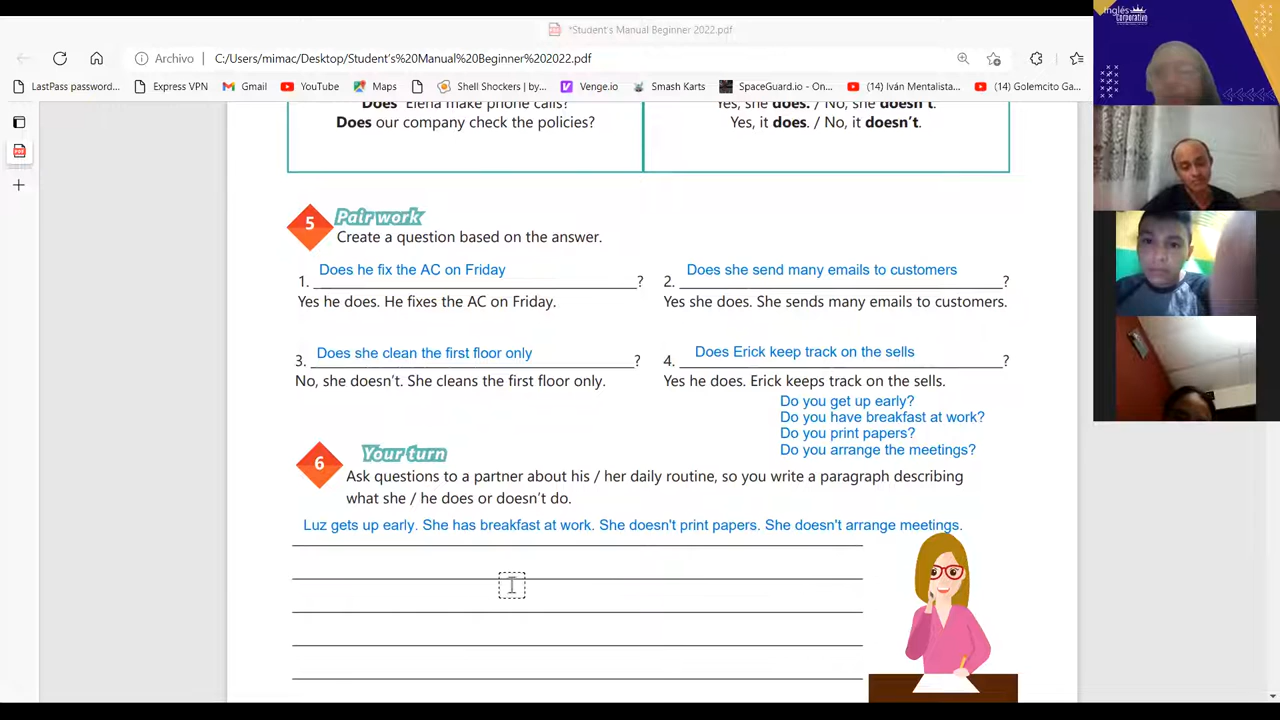 *Student's Manual Beginner 2022.pdf
Archivo C:/Users/mimac/Desktop/Student's%20Manual%20Beginner%202022.pdf
LastPass password... Express VPN Gmail YouTube Maps Shell Shockers | by... Venge.io Smash Karts SpaceGuard.io - On... (14) Iván Mentalista... (14) Golemcito Ga...
Inglés Corporativo
Does Elena make phone calls? Yes, she does. / No, she doesn't.
Does our company check the policies? Yes, it does. / No, it doesn't.
5 Pair work
Create a question based on the answer.
1. Does he fix the AC on Friday ?
Yes he does. He fixes the AC on Friday.
2. Does she send many emails to customers ?
Yes she does. She sends many emails to customers.
3. Does she clean the first floor only ?
No, she doesn't. She cleans the first floor only.
4. Does Erick keep track on the sells ?
Yes he does. Erick keeps track on the sells.
Do you get up early?
Do you have breakfast at work?
Do you print papers?
Do you arrange the meetings?
6 Your turn
Ask questions to a partner about his / her daily routine, so you write a paragraph describing
what she / he does or doesn't do.
Luz gets up early. She has breakfast at work. She doesn't print papers. She doesn't arrange meetings.